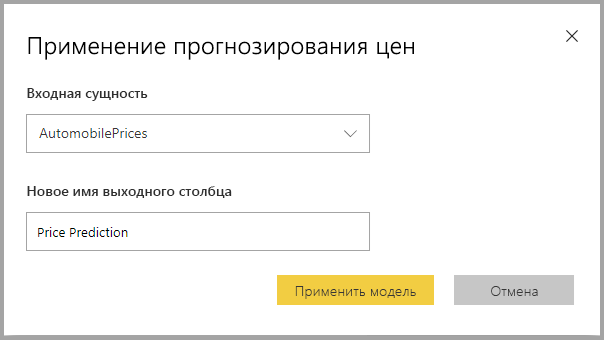 Применение прогнозирования цен
Входная сущность
AutomobilePrices
Новое имя выходного столбца
Price Prediction
Применить модель
Отмена